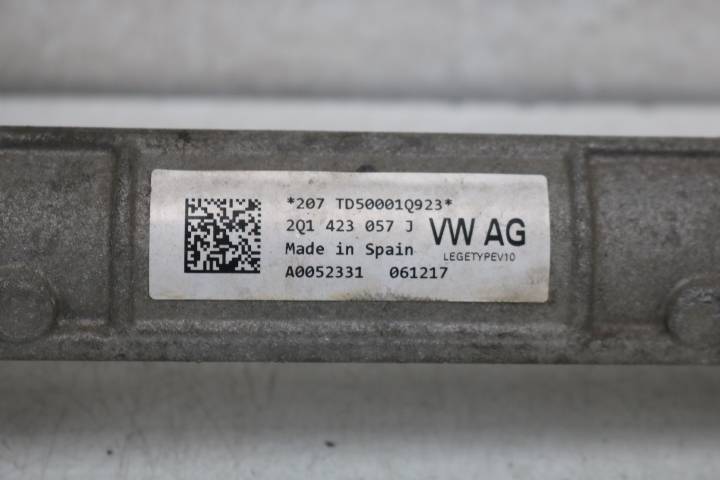 *207 TD50001Q923*
2Q1 423 057 J
Made in Spain
A0052331 061217
VW AG
LEGETYPEV10